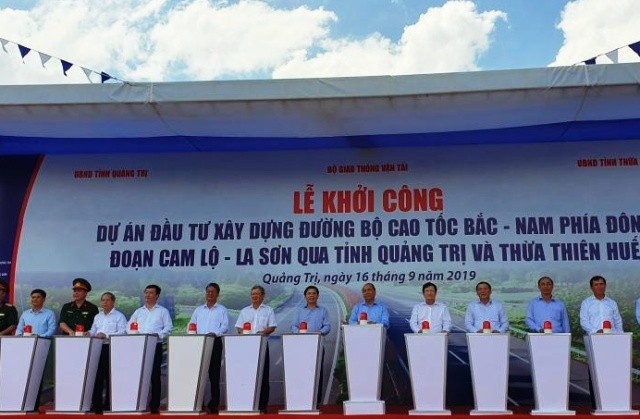 UBND TỈNH QUẢNG TRỊ
BỘ GIAO THÔNG VẬN TẢI
UBND TỈNH THỪA
LỄ KHỞI CÔNG
DỰ ÁN ĐẦU TƯ XÂY DỰNG ĐƯỜNG BỘ CAO TỐC BẮC - NAM PHÍA ĐÔN
ĐOẠN CAM LỘ - LA SƠN QUA TỈNH QUẢNG TRỊ VÀ THỪA THIÊN HUẾ
Quảng Trị, ngày 16 tháng 9 năm 2019